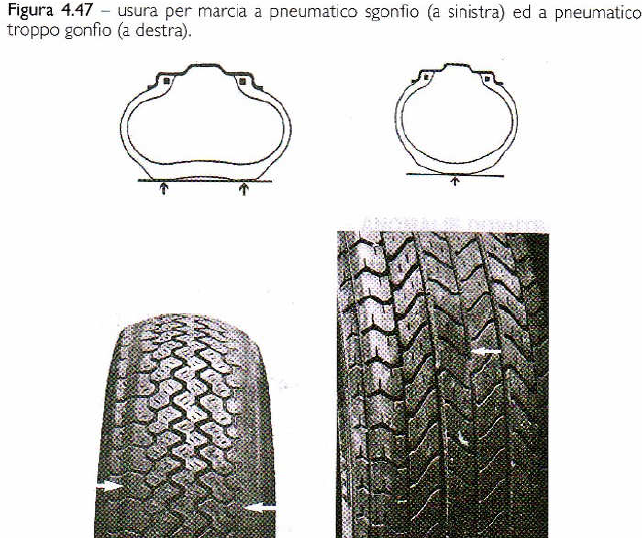 Figura 4.47 – usura per marcia a pneumatico sgonfio (a sinistra) ed a pneumatico
troppo gonfio (a destra).